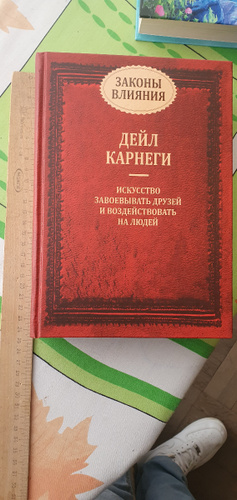 ЗАКОНЫ
ВЛИЯНИЯ
ДЕЙЛ
КАРНЕГИ
ИСКУССТВО
ЗАВОЕВЫВАТЬ ДРУЗЕЙ
И ВОЗДЕЙСТВОВАТЬ
НА ЛЮДЕЙ